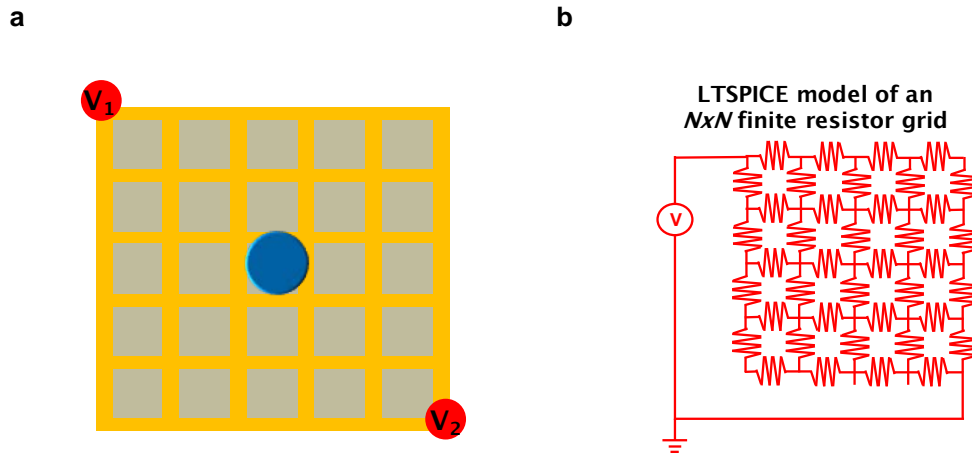 a
b
V1
V2
LTSPICE model of an
NxN finite resistor grid
V